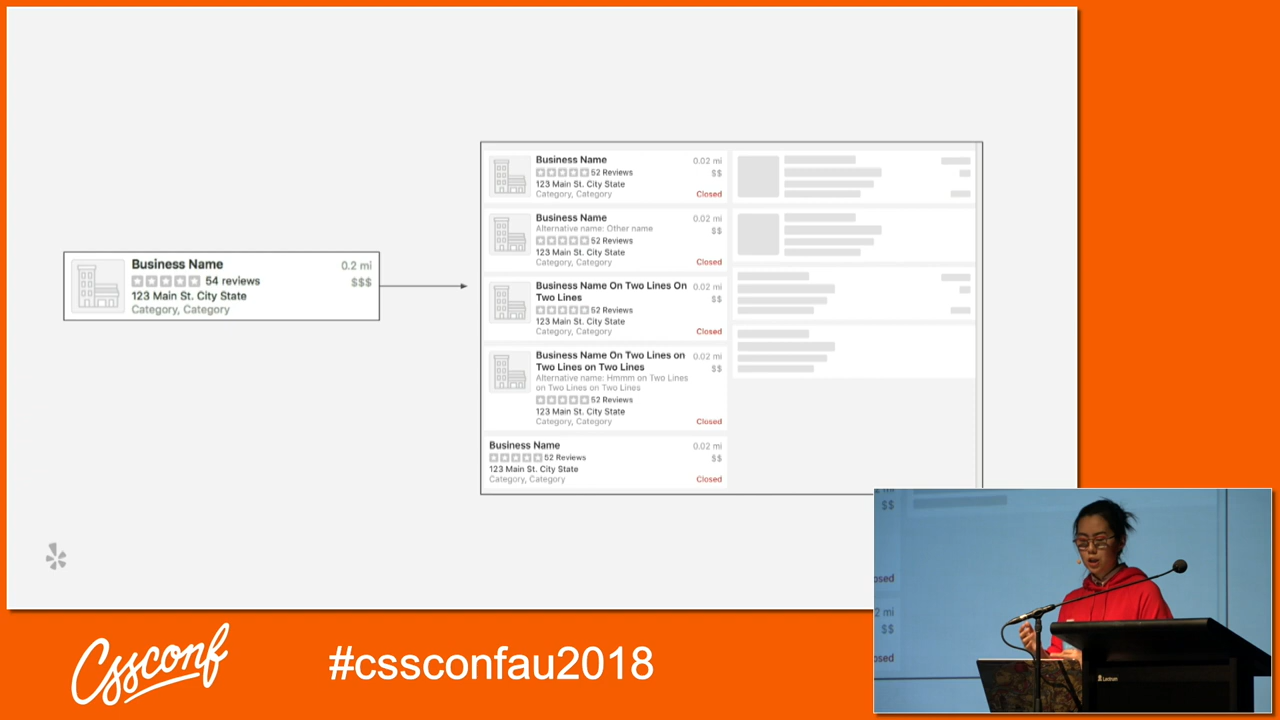 Business Name
0.2 mi
54 reviews
$$$
123 Main St. City State
Category, Category
Business Name
0.02 mi
52 Reviews
$$
123 Main St. City State
Category, Category
Closed
Business Name
0.02 mi
Alternative name: Other name
$$
52 Reviews
123 Main St. City State
Category, Category
Closed
Business Name On Two Lines On
0.02 mi
Two Lines
$$
52 Reviews
123 Main St. City State
Category, Category
Closed
Business Name On Two Lines on
0.02 mi
Two Lines on Two Lines
$$
Alternative name: Hmmm on Two Lines
on Two Lines on Two Lines
52 Reviews
123 Main St. City State
Category, Category
Closed
Business Name
0.02 mi
52 Reviews
$$
123 Main St. City State
Category, Category
Closed
$$
osed
2 mi
$$
osed
Lectrum
cssconf
#cssconfau2018